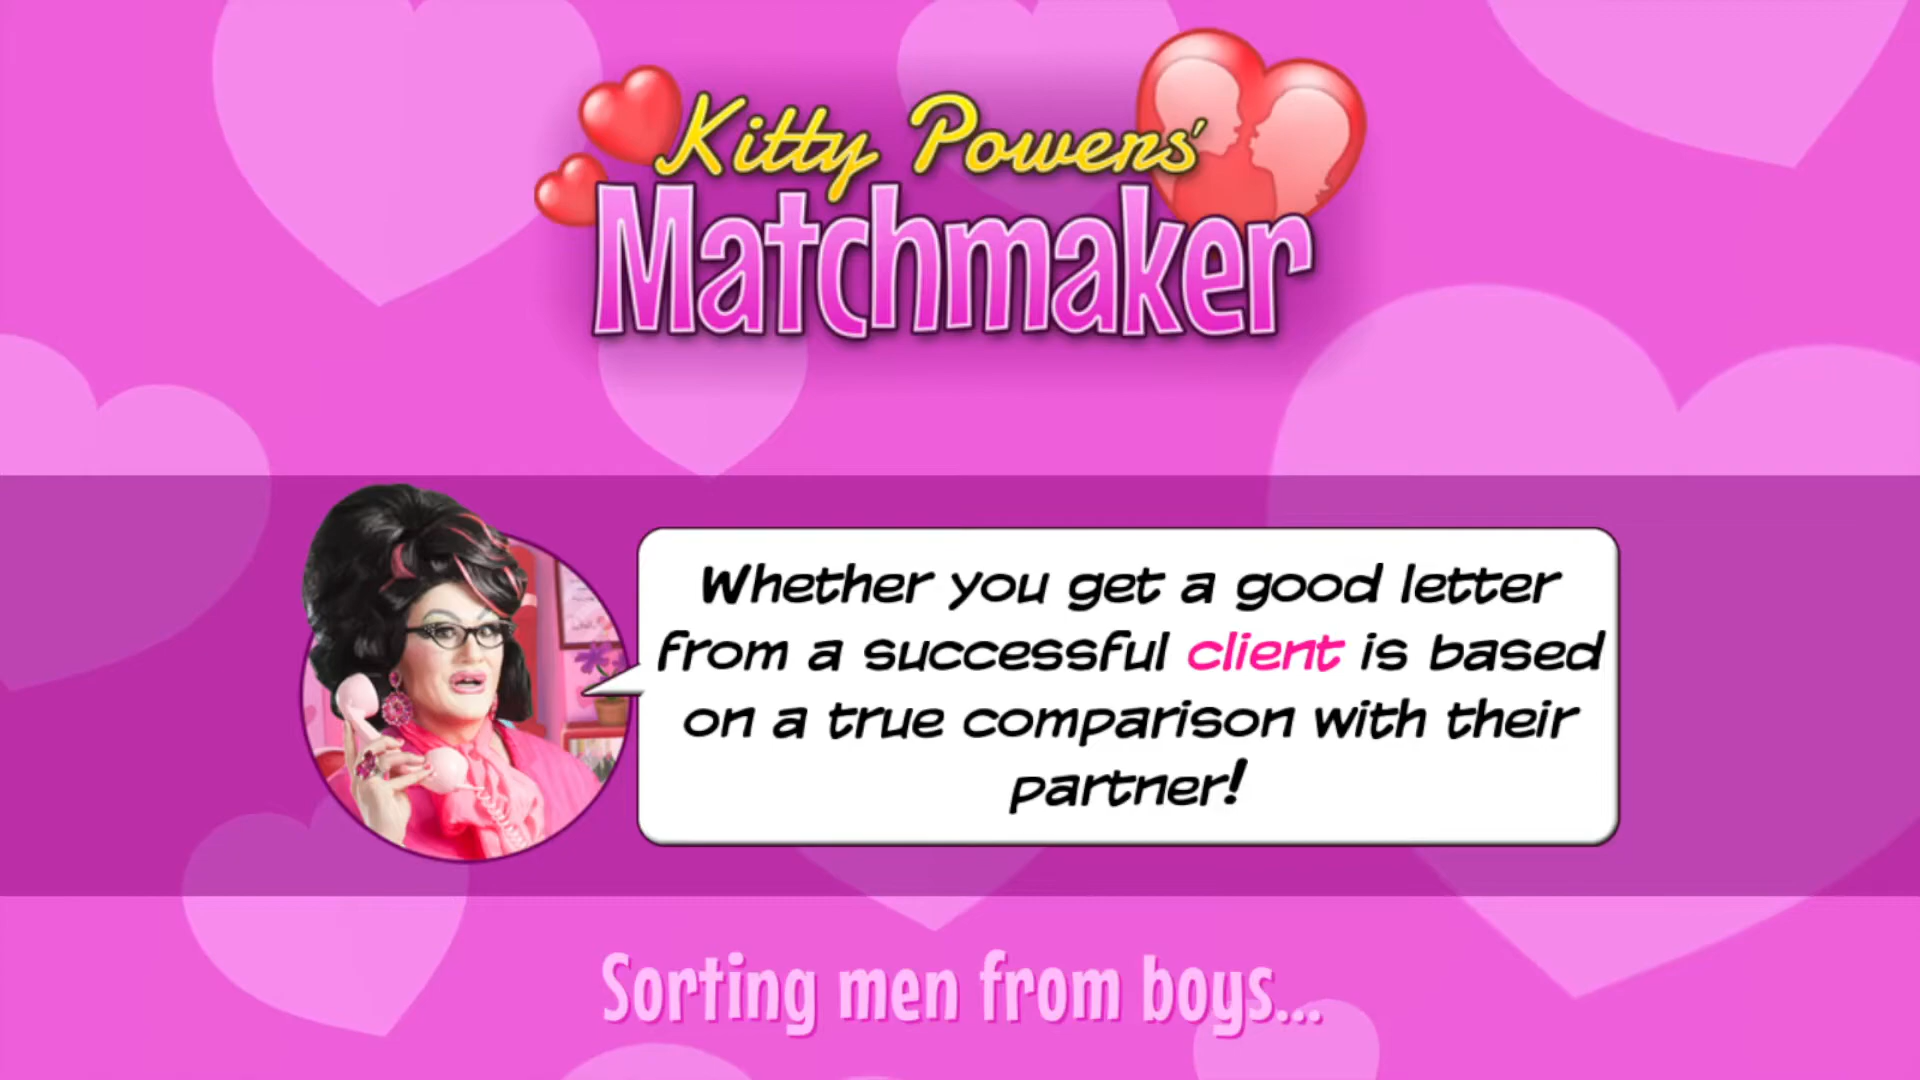 Kitty Powers'
Matchmaker
Whether you get a good letter
from a successful client is based
on a true comparison with their
partner!
Sorting men from boys...